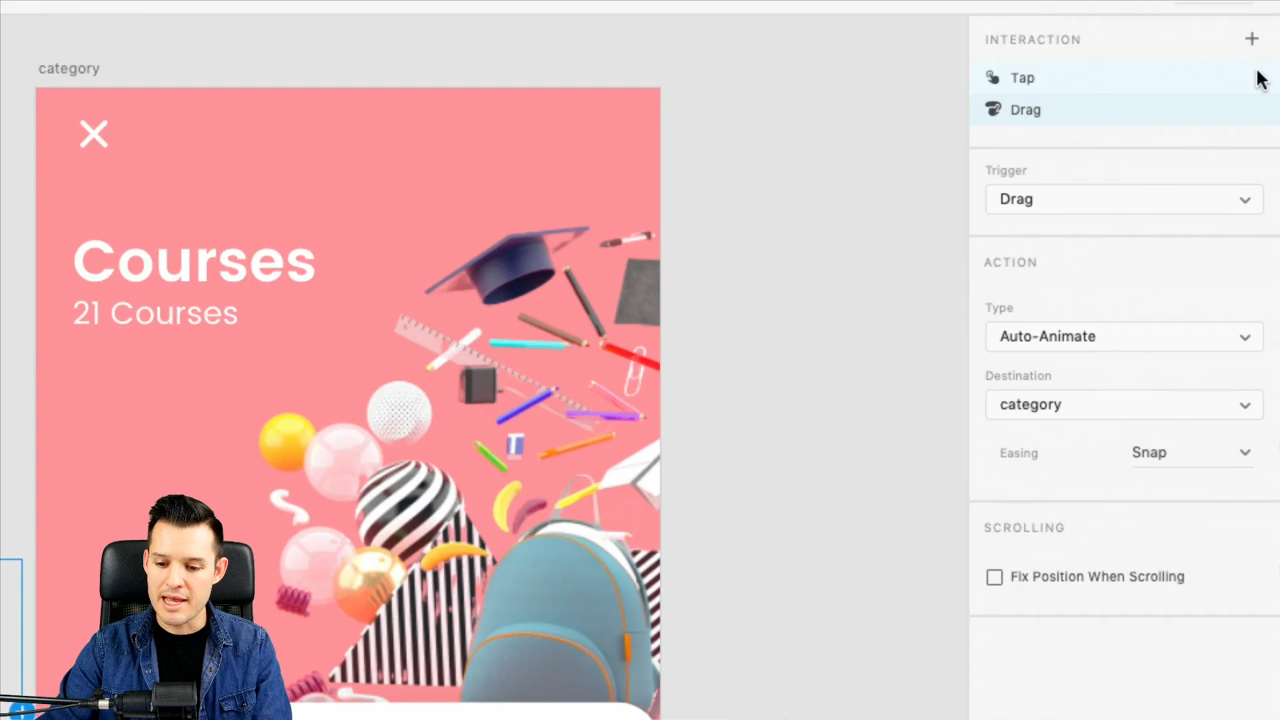 category
Courses
21 Courses
INTERACTION
Tap
Drag
Trigger
Drag
ACTION
Type
Auto-Animate
Destination
category
Easing
Snap
SCROLLING
Fix Position When Scrolling